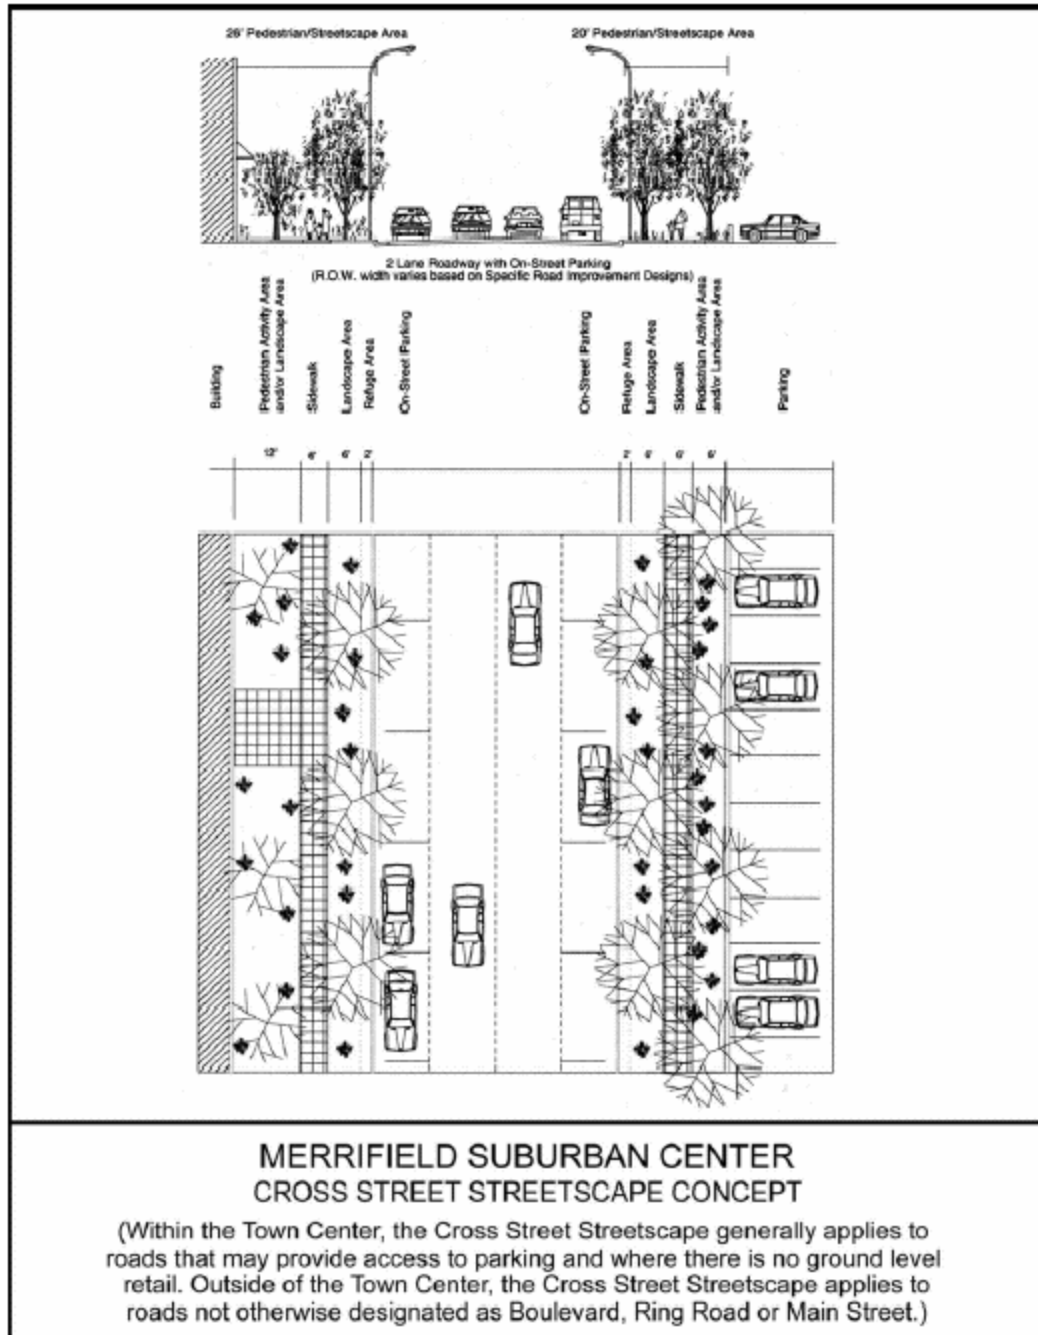 26' Pedestrian/Streetscape Area
20' Pedestrian/Streetscape Area
2 Lane Roadway with On-Street Parking
(R.O.W. width varies based on Specific Road Improvement Designs)
Building
Pedestrian Activity Area
and/or Landscape Area
Sidewalk
Landscape Area
Refuge Area
On-Street Parking
On-Street Parking
Refuge Area
Landscape Area
Sidewalk
Pedestrian Activity Area
and/or Landscape Area
Parking
12'
6'
6'
2'
2'
6'
6'
6'
MERRIFIELD SUBURBAN CENTER
CROSS STREET STREETSCAPE CONCEPT
(Within the Town Center, the Cross Street Streetscape generally applies to
roads that may provide access to parking and where there is no ground level
retail. Outside of the Town Center, the Cross Street Streetscape applies to
roads not otherwise designated as Boulevard, Ring Road or Main Street.)